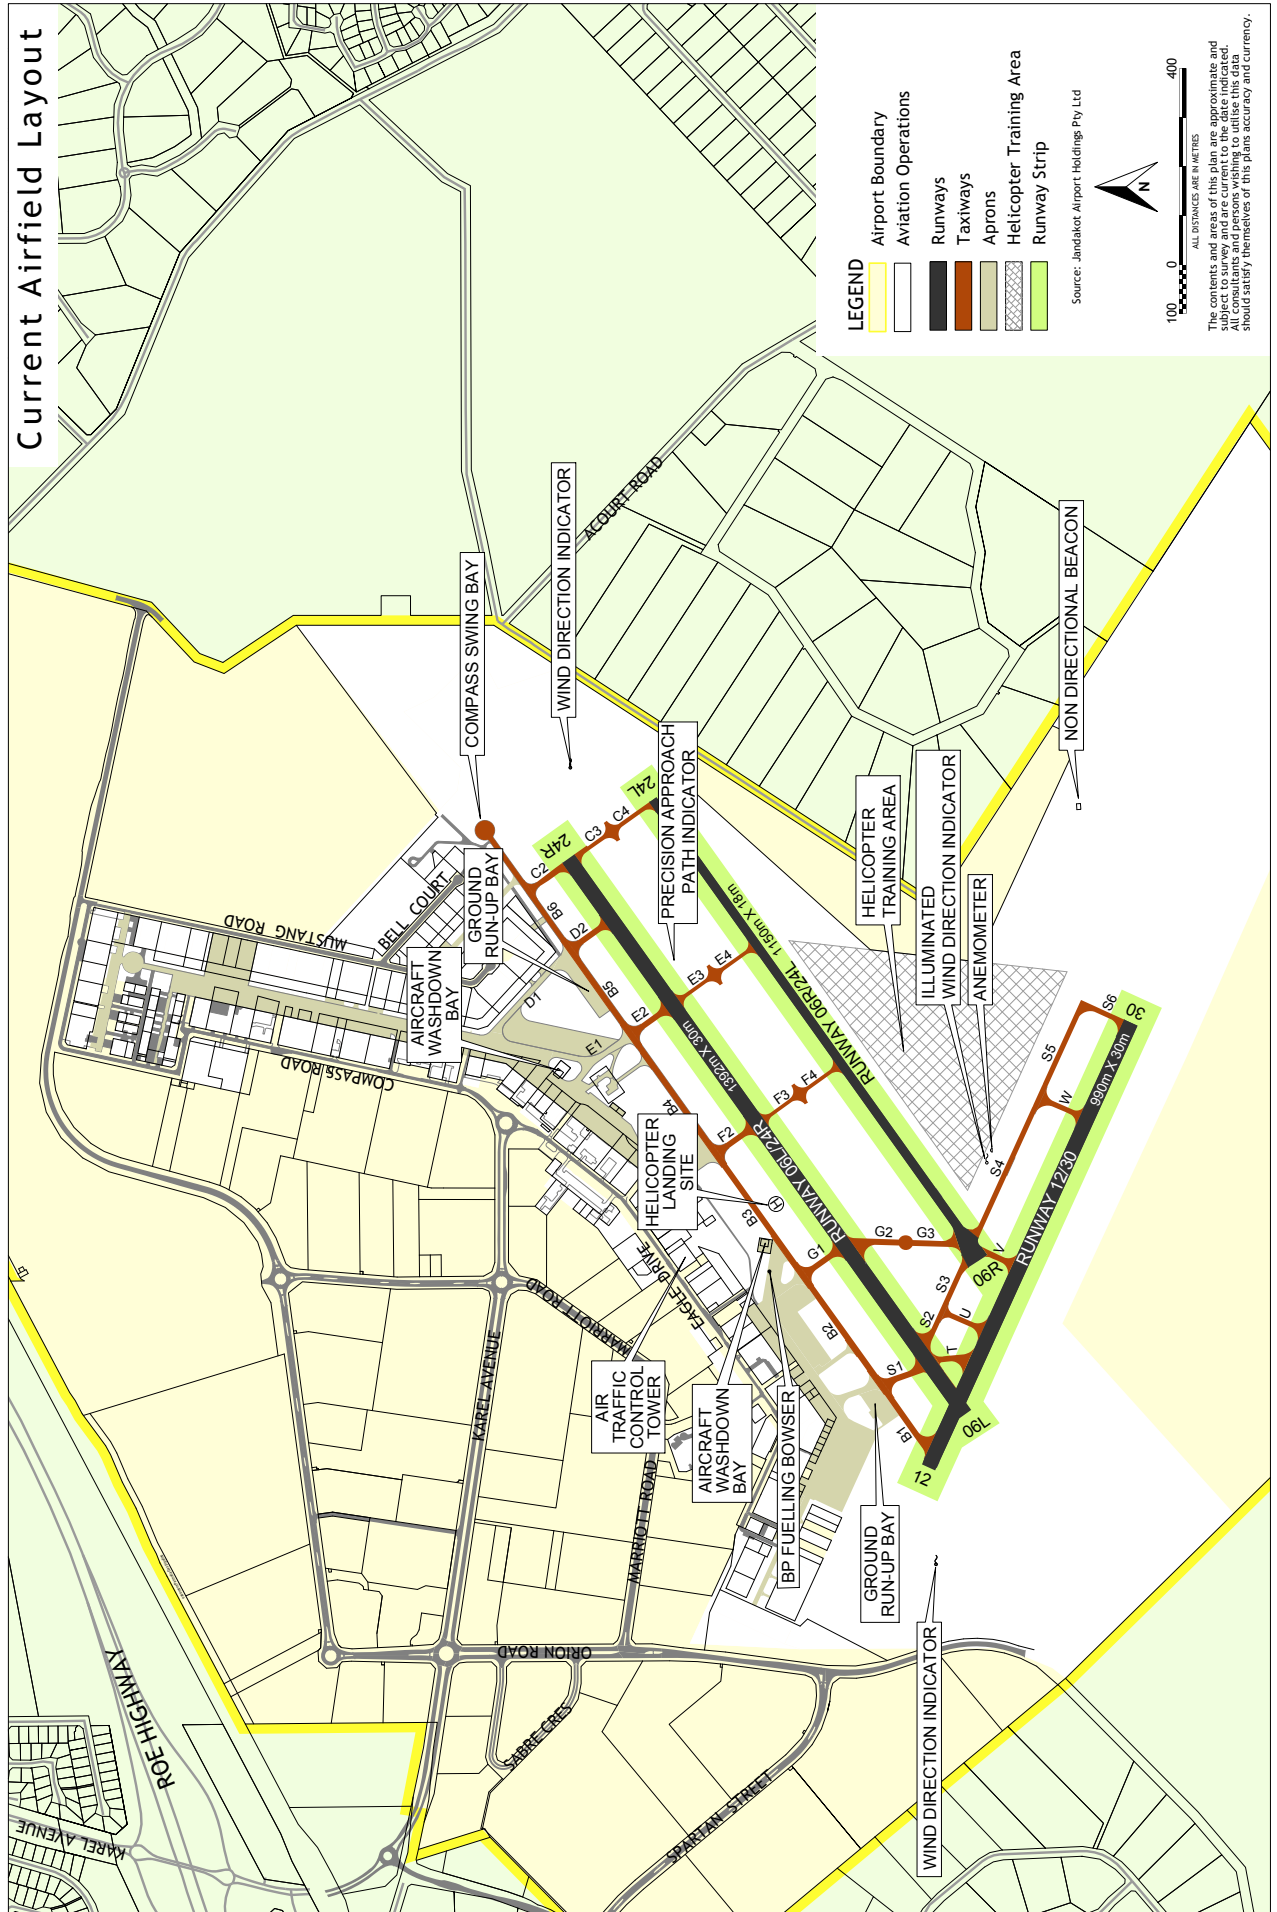 Current Airfield Layout
LEGEND
Airport Boundary
Aviation Operations
Runways
Taxiways
Aprons
Helicopter Training Area
Runway Strip
Source: Jandakot Airport Holdings Pty Ltd
N
100
0
400
ALL DISTANCES ARE IN METRES
The contents and areas of this plan are approximate and
subject to survey and are current to the date indicated.
All consultants and persons wishing to utilise this data
should satisfy themselves of this plans accuracy and currency.
KAREL AVENUE
ROE HIGHWAY
SABRE CRES
SPARTAN STREET
ORION ROAD
KAREL AVENUE
MARRIOTT ROAD
MARRIOTT ROAD
EAGLE DRIVE
COMPASS ROAD
MUSTANG ROAD
BELL COURT
ACOURT ROAD
COMPASS SWING BAY
WIND DIRECTION INDICATOR
GROUND
RUN-UP BAY
AIRCRAFT
WASHDOWN
BAY
PRECISION APPROACH
PATH INDICATOR
HELICOPTER
LANDING
SITE
AIR
TRAFFIC
CONTROL
TOWER
AIRCRAFT
WASHDOWN
BAY
BP FUELLING BOWSER
GROUND
RUN-UP BAY
WIND DIRECTION INDICATOR
HELICOPTER
TRAINING AREA
ILLUMINATED
WIND DIRECTION INDICATOR
ANEMOMETER
NON DIRECTIONAL BEACON
H
12
06L
06R
30
24R
24L
RUNWAY 06L/24R
1392m X 30m
RUNWAY 06R/24L
1150m X 18m
RUNWAY 12/30
990m X 30m
B1
B2
B3
B4
B5
B6
C2
C3
C4
D1
D2
E1
E2
E3
E4
F2
F3
F4
G1
G2
G3
S1
S2
S3
S4
S5
S6
T
U
V
W